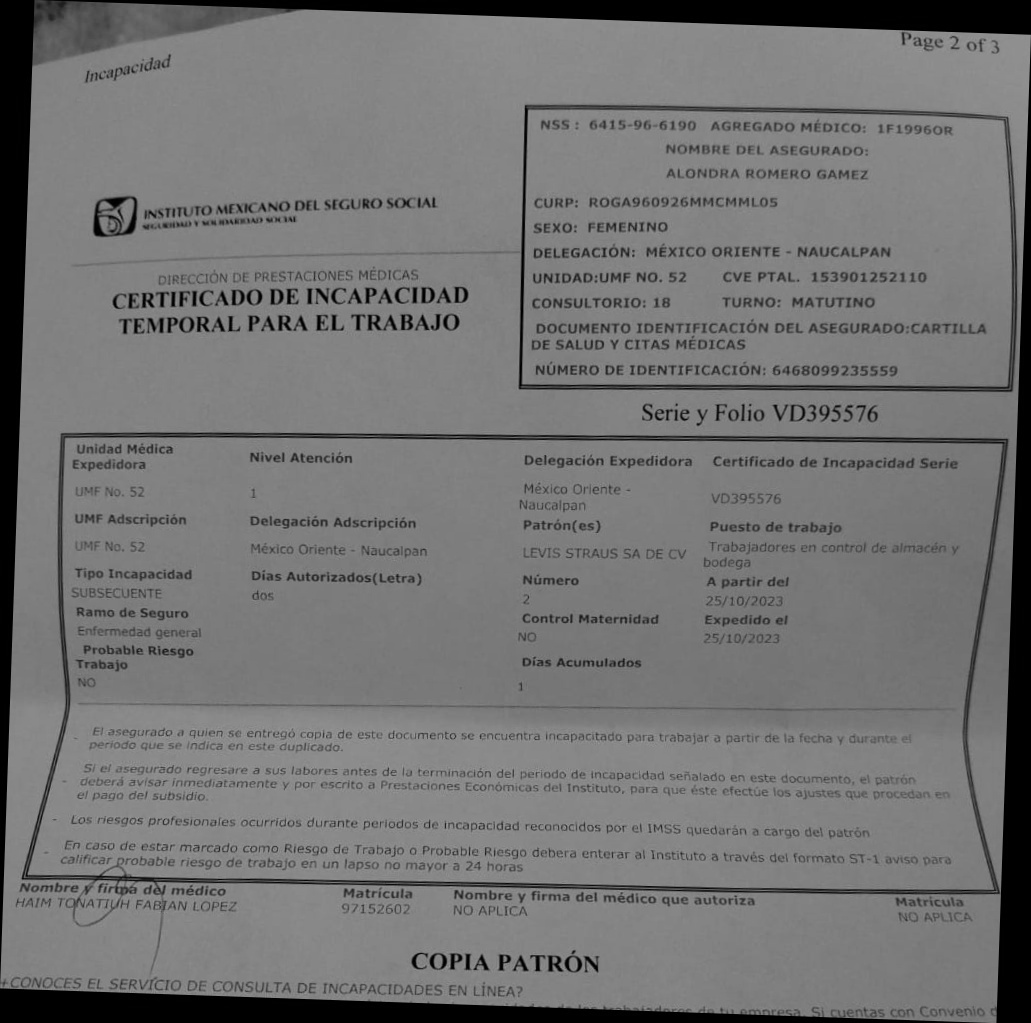 Page 2 of 3
Incapacidad
NSS : 6415-96-6190 AGREGADO MÉDICO: 1F1996OR
NOMBRE DEL ASEGURADO:
ALONDRA ROMERO GAMEZ
CURP: ROGA960926MMCMML05
SEXO: FEMENINO
DELEGACIÓN: MÉXICO ORIENTE - NAUCALPAN
UNIDAD:UMF NO. 52 CVE PTAL. 153901252110
CONSULTORIO: 18 TURNO: MATUTINO
DOCUMENTO IDENTIFICACIÓN DEL ASEGURADO:CARTILLA
DE SALUD Y CITAS MÉDICAS
NÚMERO DE IDENTIFICACIÓN: 6468099235559
INSTITUTO MEXICANO DEL SEGURO SOCIAL
SEGURIDAD Y SOLIDARIDAD SOCIAL
DIRECCIÓN DE PRESTACIONES MÉDICAS
CERTIFICADO DE INCAPACIDAD
TEMPORAL PARA EL TRABAJO
Serie y Folio VD395576
Unidad Médica Expedidora Nivel Atención Delegación Expedidora Certificado de Incapacidad Serie
UMF No. 52 1 México Oriente - Naucalpan VD395576
UMF Adscripción Delegación Adscripción Patrón(es) Puesto de trabajo
UMF No. 52 México Oriente - Naucalpan LEVIS STRAUS SA DE CV Trabajadores en control de almacén y bodega
Tipo Incapacidad Días Autorizados(Letra) Número A partir del
SUBSECUENTE dos 2 25/10/2023
Ramo de Seguro Control Maternidad Expedido el
Enfermedad general NO 25/10/2023
Probable Riesgo Trabajo Días Acumulados
NO 1
- El asegurado a quien se entregó copia de este documento se encuentra incapacitado para trabajar a partir de la fecha y durante el
periodo que se indica en este duplicado.
Si el asegurado regresare a sus labores antes de la terminación del periodo de incapacidad señalado en este documento, el patrón
- deberá avisar inmediatamente y por escrito a Prestaciones Económicas del Instituto, para que éste efectúe los ajustes que procedan en
el pago del subsidio.
- Los riesgos profesionales ocurridos durante periodos de incapacidad reconocidos por el IMSS quedarán a cargo del patrón
- En caso de estar marcado como Riesgo de Trabajo o Probable Riesgo debera enterar al Instituto a través del formato ST-1 aviso para
calificar probable riesgo de trabajo en un lapso no mayor a 24 horas
Nombre y firma del médico Matrícula Nombre y firma del médico que autoriza Matrícula
HAIM TONATIUH FABIAN LOPEZ 97152602 NO APLICA NO APLICA
COPIA PATRÓN
+CONOCES EL SERVICIO DE CONSULTA DE INCAPACIDADES EN LÍNEA?
de los trabajadores de tu empresa. Si cuentas con Convenio